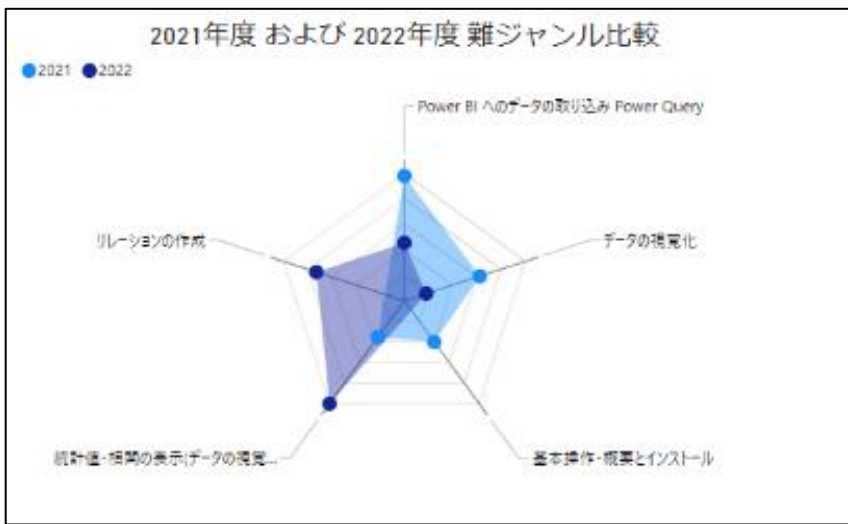 2021年度 および 2022年度 難ジャンル比較
2021 2022
Power BI へのデータの取り込み Power Query
リレーションの作成
データの視覚化
統計値・相関の表示(データの視覚...
基本操作・概要とインストール